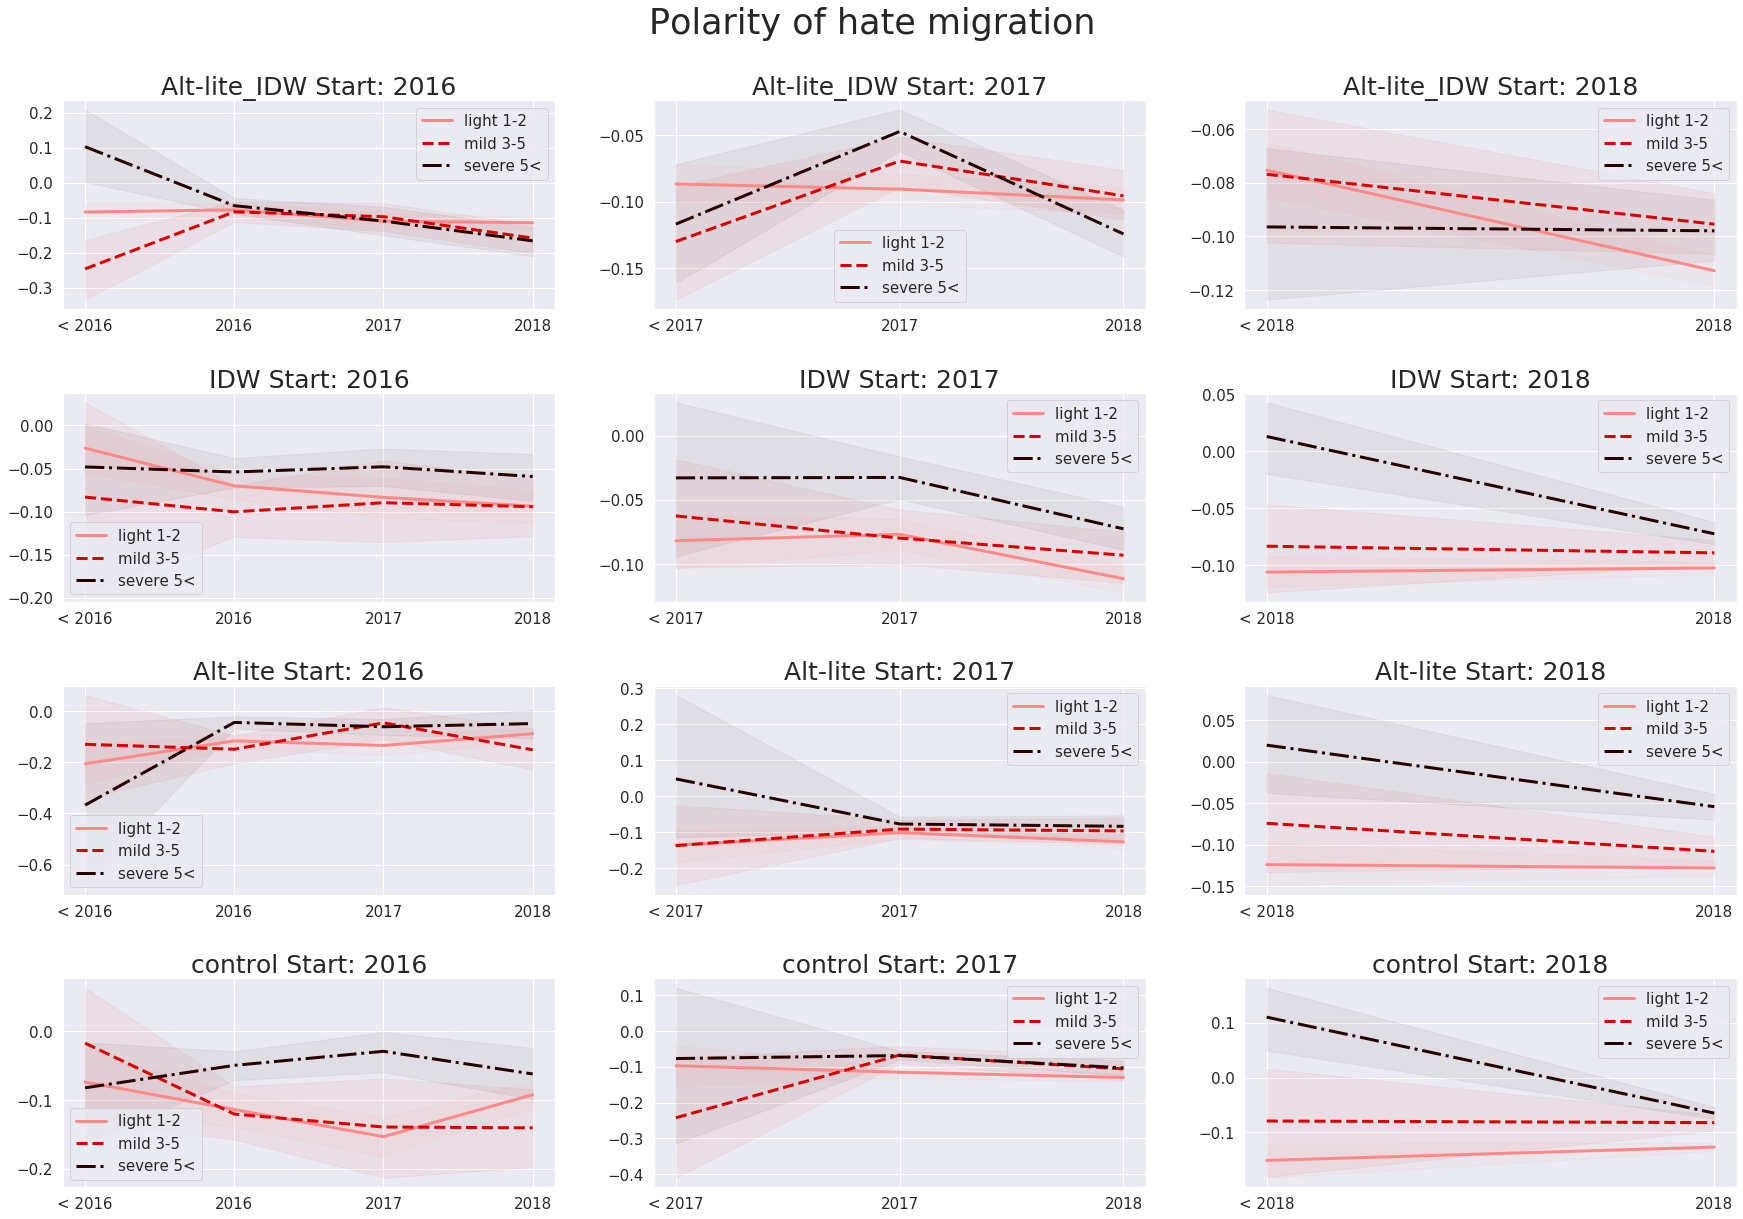 Polarity of hate migration
Alt-lite_IDW Start: 2016
0.2
0.1
0.0
−0.1
−0.2
−0.3
light 1-2
mild 3-5
severe 5<
< 2016 2016 2017 2018
Alt-lite_IDW Start: 2017
−0.05
−0.10
−0.15
light 1-2
mild 3-5
severe 5<
< 2017 2017 2018
Alt-lite_IDW Start: 2018
−0.06
−0.08
−0.10
−0.12
light 1-2
mild 3-5
severe 5<
< 2018 2018
IDW Start: 2016
0.00
−0.05
−0.10
−0.15
−0.20
light 1-2
mild 3-5
severe 5<
< 2016 2016 2017 2018
IDW Start: 2017
0.00
−0.05
−0.10
light 1-2
mild 3-5
severe 5<
< 2017 2017 2018
IDW Start: 2018
0.05
0.00
−0.05
−0.10
light 1-2
mild 3-5
severe 5<
< 2018 2018
Alt-lite Start: 2016
0.0
−0.2
−0.4
−0.6
light 1-2
mild 3-5
severe 5<
< 2016 2016 2017 2018
Alt-lite Start: 2017
0.3
0.2
0.1
0.0
−0.1
−0.2
light 1-2
mild 3-5
severe 5<
< 2017 2017 2018
Alt-lite Start: 2018
0.05
0.00
−0.05
−0.10
−0.15
light 1-2
mild 3-5
severe 5<
< 2018 2018
control Start: 2016
0.0
−0.1
−0.2
light 1-2
mild 3-5
severe 5<
< 2016 2016 2017 2018
control Start: 2017
0.1
0.0
−0.1
−0.2
−0.3
−0.4
light 1-2
mild 3-5
severe 5<
< 2017 2017 2018
control Start: 2018
0.1
0.0
−0.1
light 1-2
mild 3-5
severe 5<
< 2018 2018